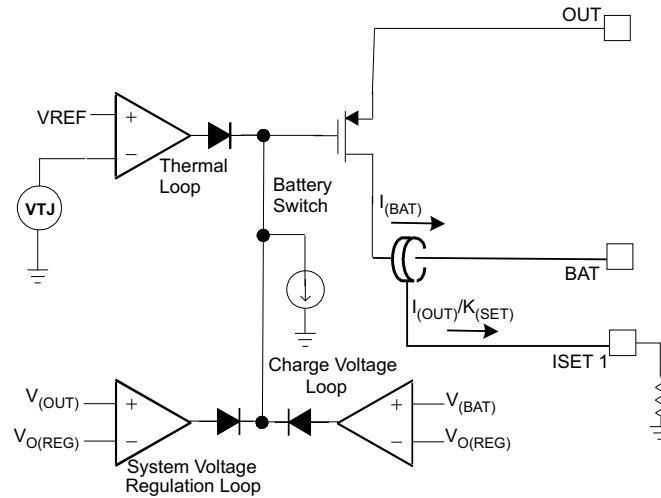 OUT
VREF
+
−
Thermal
Loop
VTJ
Battery
Switch
I(BAT)
BAT
I(OUT)/K(SET)
ISET 1
Charge Voltage
Loop
V(OUT)
+
VO(REG)
−
System Voltage
Regulation Loop
+
V(BAT)
−
VO(REG)